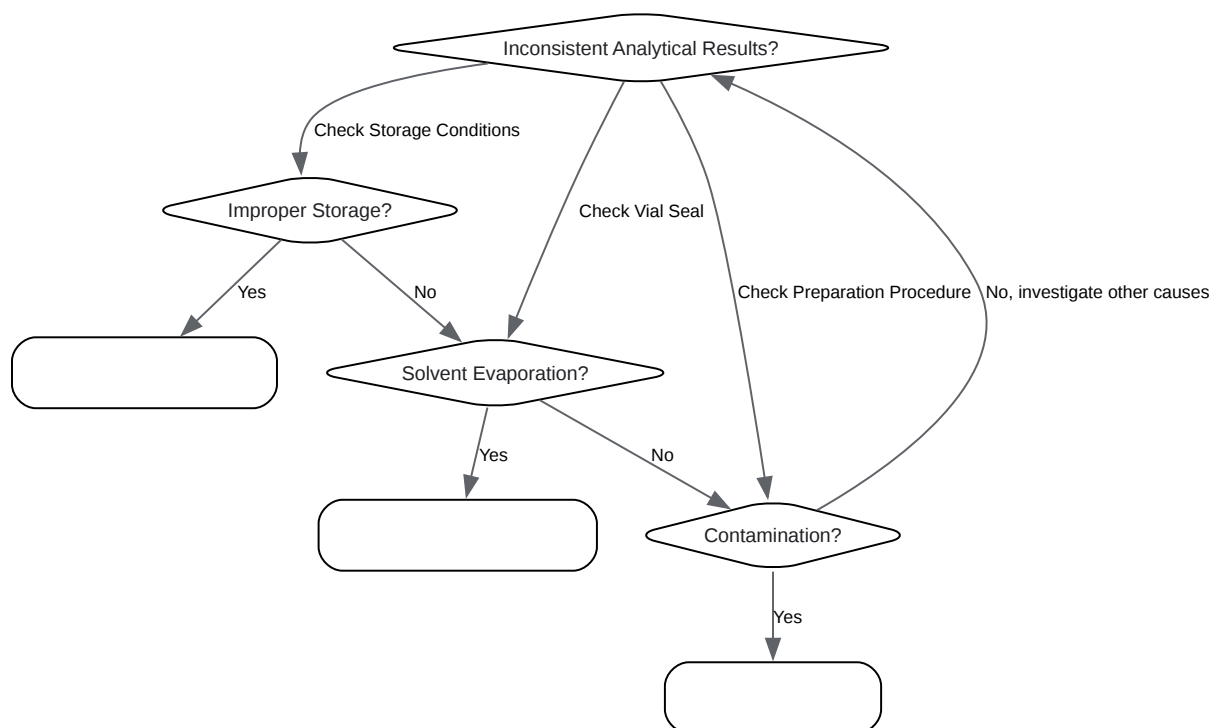 Inconsistent Analytical Results?
Check Storage Conditions
Improper Storage?
Check Vial Seal
Yes
No
Check Preparation Procedure
No, investigate other causes
Solvent Evaporation?
Yes
No
Contamination?
Yes